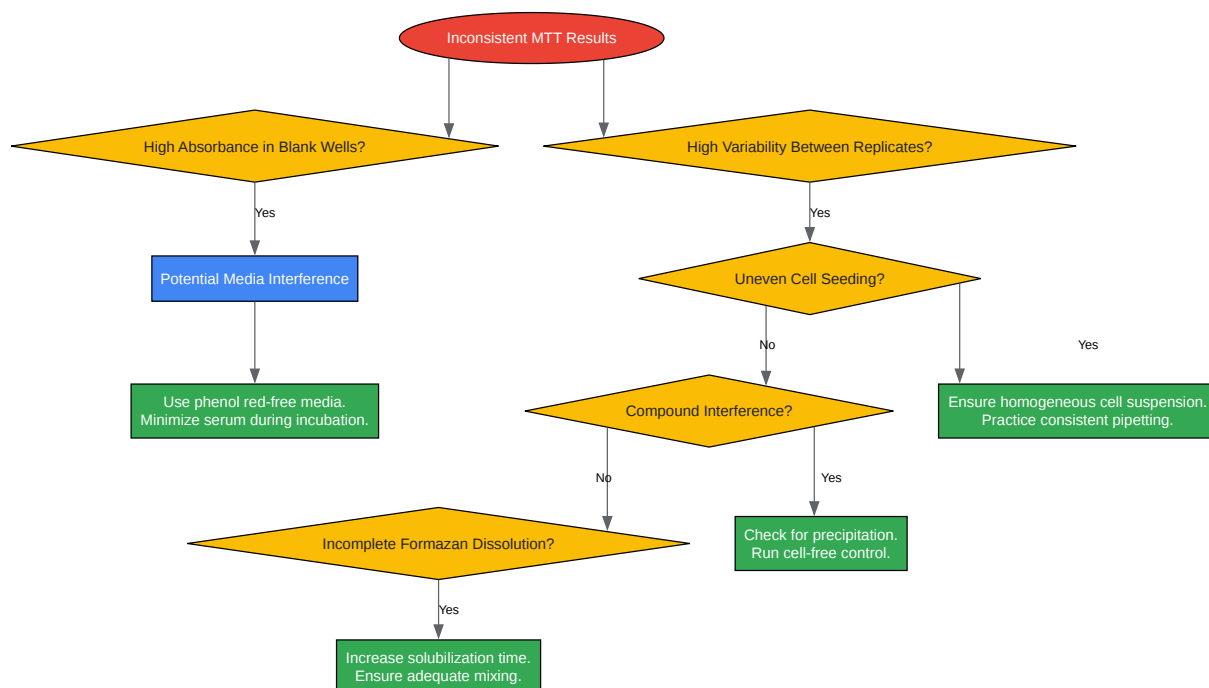 Inconsistent MTT Results
High Absorbance in Blank Wells?
High Variability Between Replicates?
Yes
Yes
Potential Media Interference
Uneven Cell Seeding?
No
Yes
Use phenol red-free media.
Minimize serum during incubation.
Compound Interference?
Ensure homogeneous cell suspension.
Practice consistent pipetting.
No
Yes
Incomplete Formazan Dissolution?
Check for precipitation.
Run cell-free control.
Yes
Increase solubilization time.
Ensure adequate mixing.